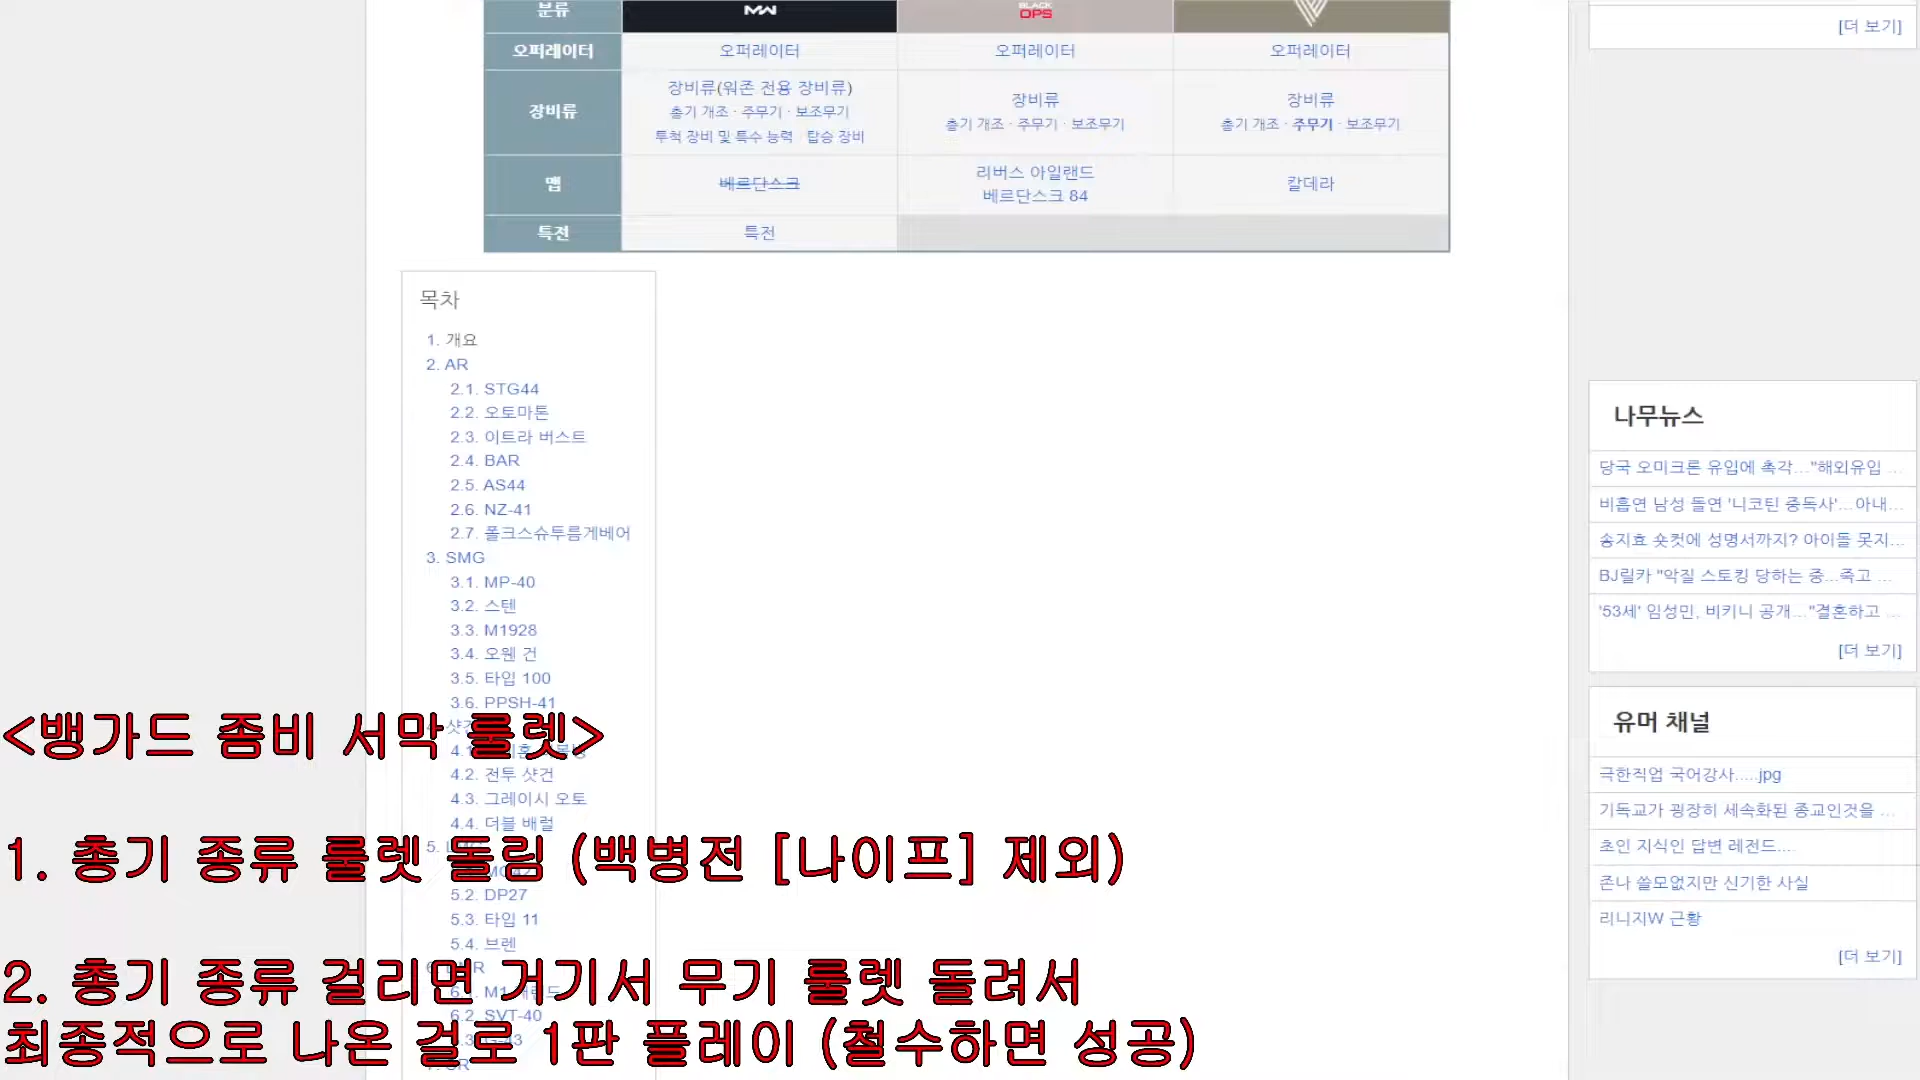 분류
MW
BLACK OPS
[더 보기]
오퍼레이터
오퍼레이터
오퍼레이터
오퍼레이터
장비류
장비류(워존 전용 장비류)
총기 개조 · 주무기 · 보조무기
투척 장비 및 특수 능력 · 탑승 장비
장비류
총기 개조 · 주무기 · 보조무기
장비류
총기 개조 · 주무기 · 보조무기
맵
베르단스크
리버스 아일랜드
베르단스크 84
칼데라
특전
특전
목차
1. 개요
2. AR
2.1. STG44
2.2. 오토마톤
2.3. 이트라 버스트
2.4. BAR
2.5. AS44
2.6. NZ-41
2.7. 폴크스슈투름게베어
3. SMG
3.1. MP-40
3.2. 스텐
3.3. M1928
3.4. 오웬 건
3.5. 타입 100
3.6. PPSH-41
4.2. 전투 샷건
4.3. 그레이시 오토
4.4. 더블 배럴
5.2. DP27
5.3. 타입 11
5.4. 브렌
6.2. SVT-40
<뱅가드 좀비 서막 룰렛>
1. 총기 종류 룰렛 돌림 (백병전 [나이프] 제외)
2. 총기 종류 걸리면 거기서 무기 룰렛 돌려서
최종적으로 나온 걸로 1판 플레이 (철수하면 성공)
나무뉴스
당국 오미크론 유입에 촉각…"해외유입 ...
비흡연 남성 돌연 '니코틴 중독사'…아내...
송지효 숏컷에 성명서까지? 아이돌 못지...
BJ릴카 "악질 스토킹 당하는 중...죽고 ...
'53세' 임성민, 비키니 공개…"결혼하고 ...
[더 보기]
유머 채널
극한직업 국어강사.....jpg
기독교가 굉장히 세속화된 종교인것을 ...
초인 지식인 답변 레전드....
존나 쓸모없지만 신기한 사실
리니지W 근황
[더 보기]